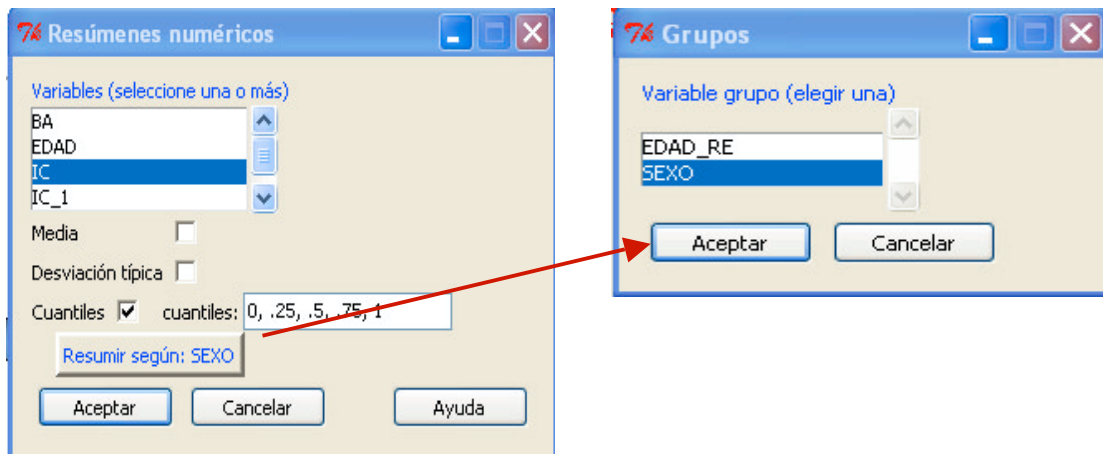 Resúmenes numéricos
Variables (seleccione una o más)
BA
EDAD
IC
IC_1
Media
Desviación típica
Cuantiles cuantiles: 0, .25, .5, .75, 1
Resumir según: SEXO
Aceptar Cancelar Ayuda
Grupos
Variable grupo (elegir una)
EDAD_RE
SEXO
Aceptar Cancelar